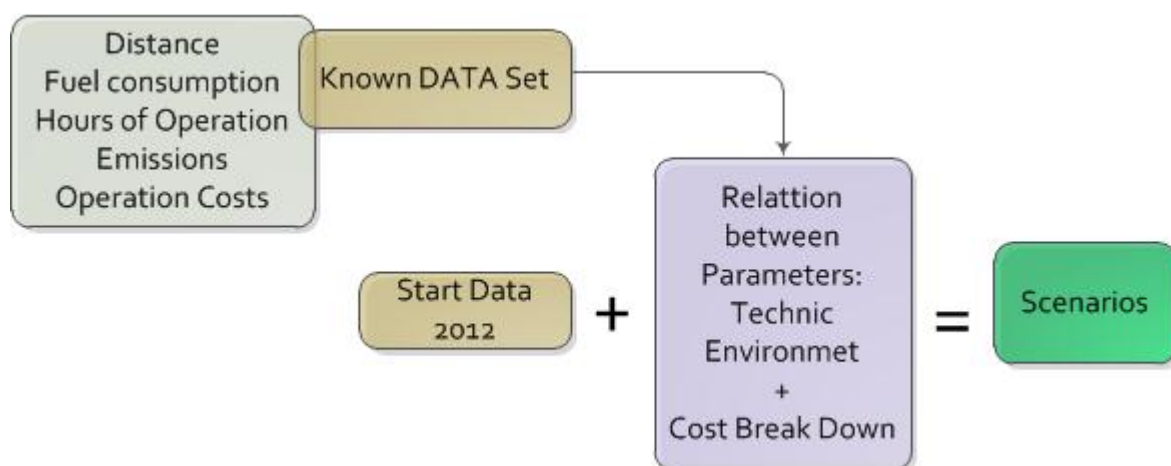 Distance
Fuel consumption
Hours of Operation
Emissions
Operation Costs
Known DATA Set
Start Data
2012
+
Relattion
between
Parameters:
Technic
Environmet
+
Cost Break Down
=
Scenarios